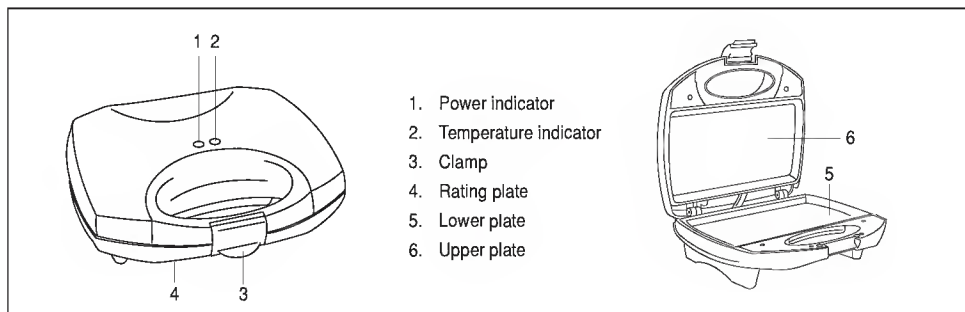 1 2
1. Power indicator
2. Temperature indicator
3. Clamp
4. Rating plate
5. Lower plate
6. Upper plate
6
5
4 3